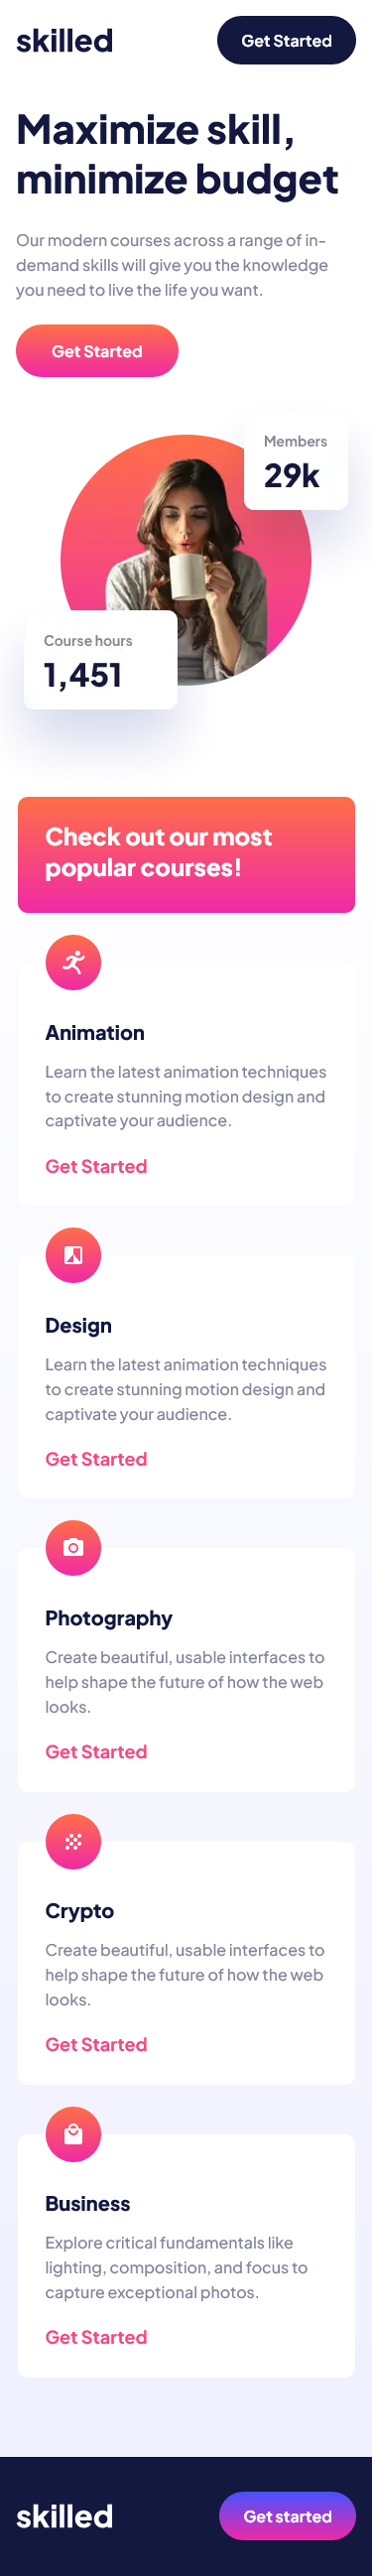 skilled
Get Started
Maximize skill,
minimize budget
Our modern courses across a range of in-
demand skills will give you the knowledge
you need to live the life you want.
Get Started
Members
29k
Course hours
1,451
Check out our most
popular courses!
Animation
Learn the latest animation techniques
to create stunning motion design and
captivate your audience.
Get Started
Design
Learn the latest animation techniques
to create stunning motion design and
captivate your audience.
Get Started
Photography
Create beautiful, usable interfaces to
help shape the future of how the web
looks.
Get Started
Crypto
Create beautiful, usable interfaces to
help shape the future of how the web
looks.
Get Started
Business
Explore critical fundamentals like
lighting, composition, and focus to
capture exceptional photos.
Get Started
skilled
Get started